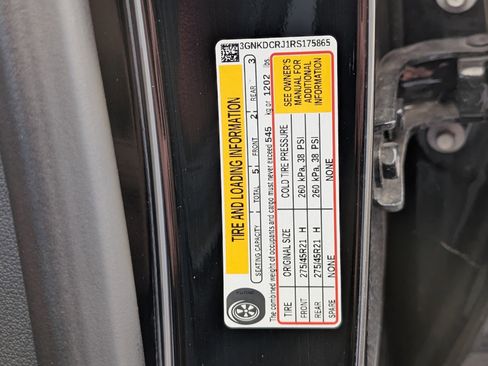 3GNKDCRJ1RS175865
TIRE AND LOADING INFORMATION
SEATING CAPACITY TOTAL 5 FRONT 2 REAR 3
The combined weight of occupants and cargo must never exceed 545 kg or 1202 lbs
TIRE ORIGINAL SIZE COLD TIRE PRESSURE
FRONT 275/45R21 H 260 kPa, 38 PSI
REAR 275/45R21 H 260 kPa, 38 PSI
SPARE NONE NONE
SEE OWNER'S
MANUAL FOR
ADDITIONAL
INFORMATION